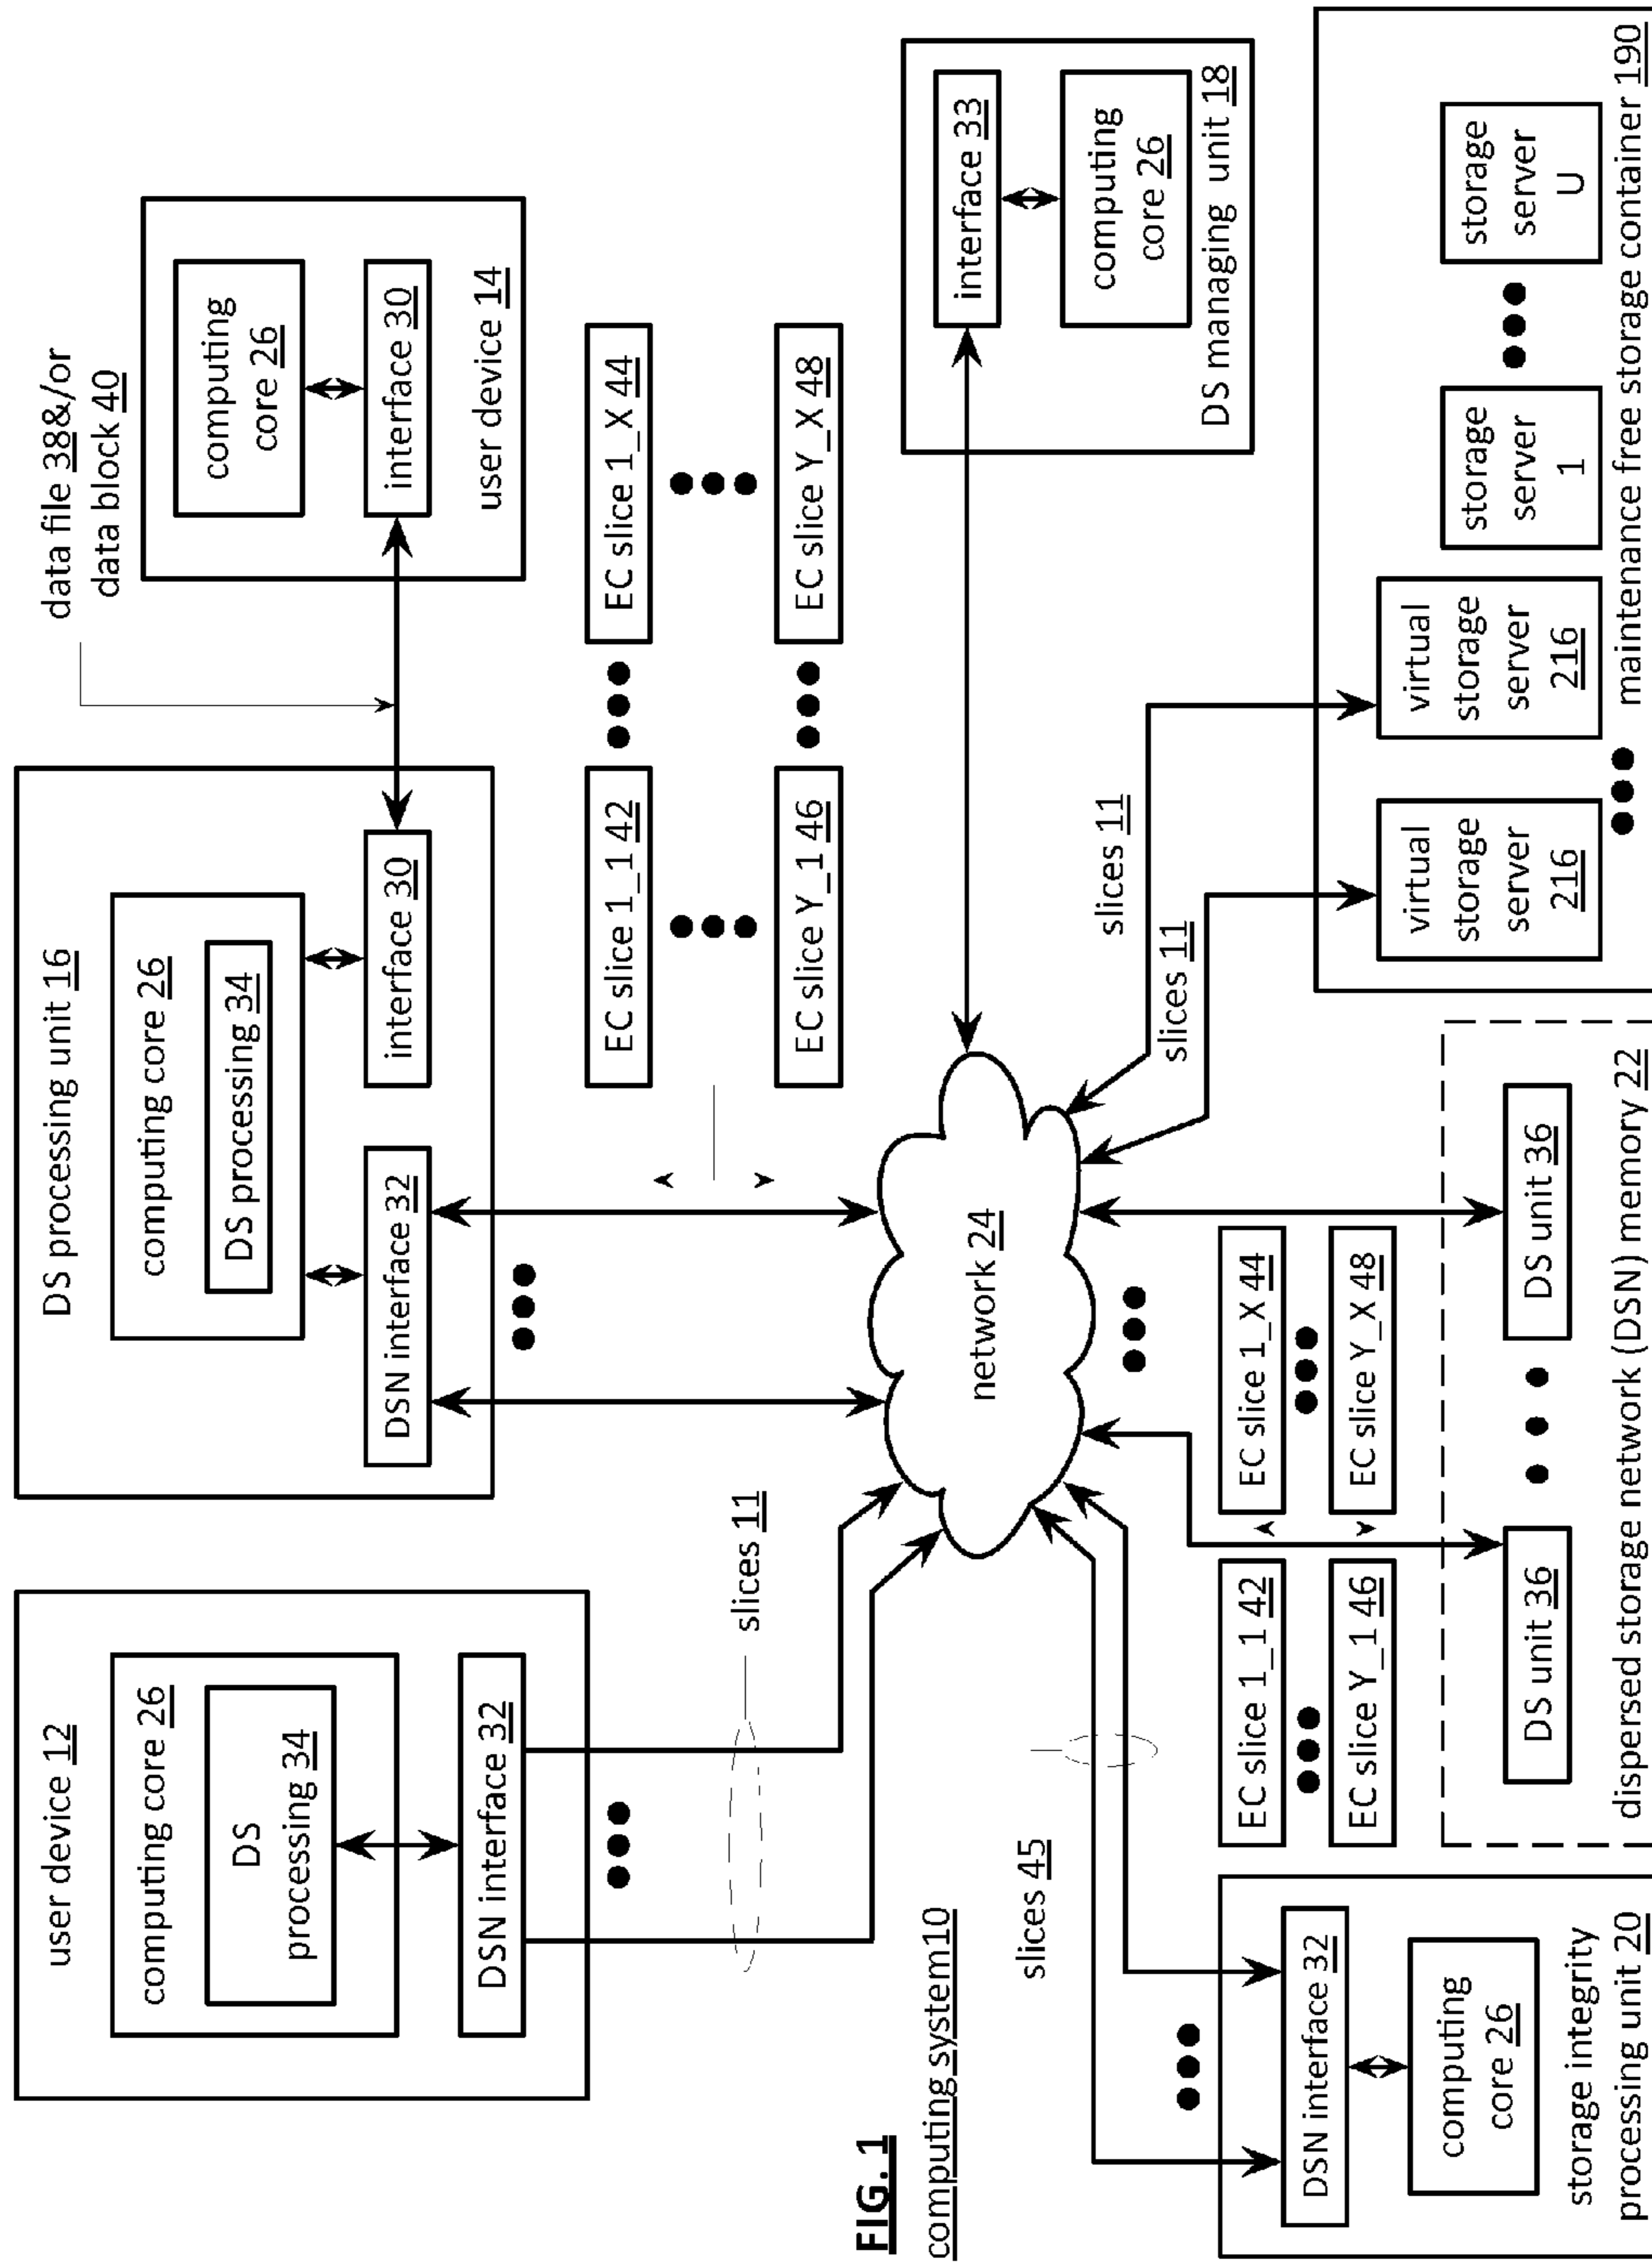 user device 12
computing core 26
DS
processing 34
DSN interface 32
DS processing unit 16
computing core 26
DS processing 34
DSN interface 32
interface 30
data file 38&/or
data block 40
computing
core 26
interface 30
user device 14
slices 11
EC slice 1_1 42
EC slice 1_X 44
EC slice Y_1 46
EC slice Y_X 48
FIG. 1
computing system10
network 24
interface 33
computing
core 26
DS managing unit 18
slices 45
slices 11
slices 11
DSN interface 32
computing
core 26
storage integrity
processing unit 20
EC slice 1_1 42
EC slice 1_X 44
EC slice Y_1 46
EC slice Y_X 48
DS unit 36
DS unit 36
dispersed storage network (DSN) memory 22
virtual
storage
server
216
virtual
storage
server
216
storage
server
1
storage
server
U
maintenance free storage container 190